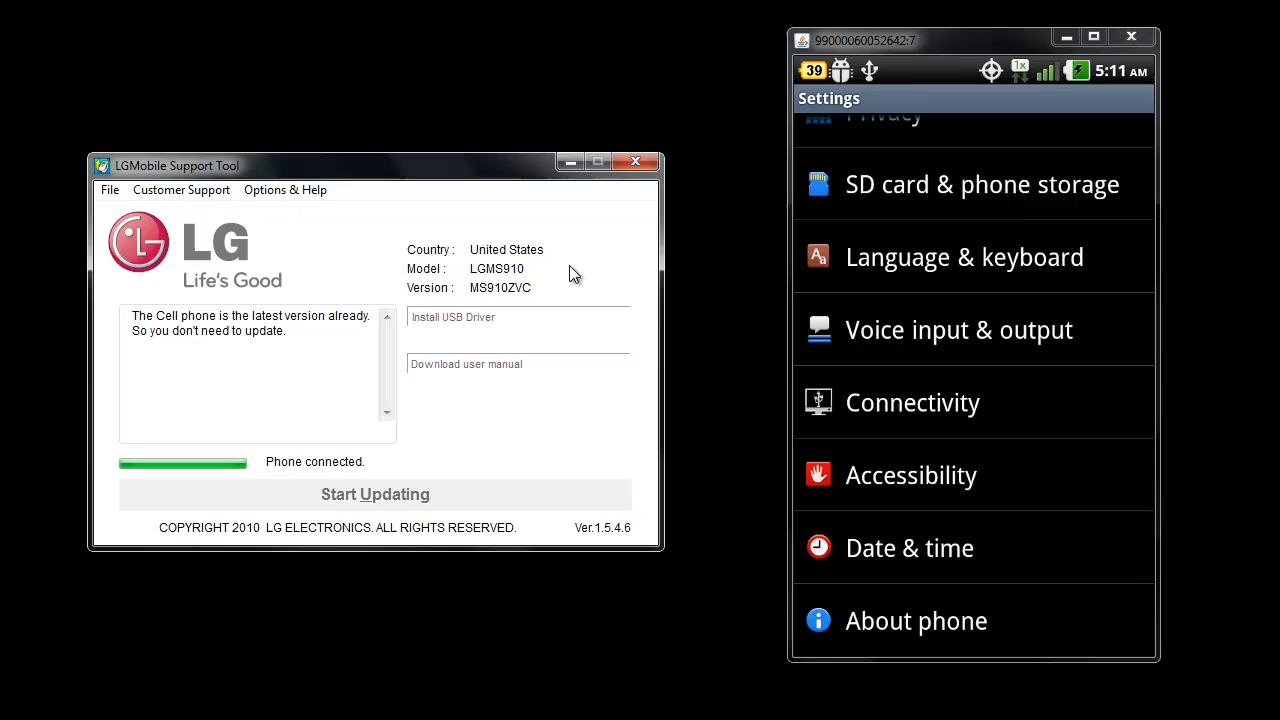 LGMobile Support Tool
File Customer Support Options & Help
LG
Life's Good
Country : United States
Model : LGMS910
Version : MS910ZVC
The Cell phone is the latest version already.
So you don't need to update.
Install USB Driver
Download user manual
Phone connected.
Start Updating
COPYRIGHT 2010 LG ELECTRONICS. ALL RIGHTS RESERVED. Ver.1.5.4.6
99000060052642:7
39 1x 5:11 AM
Settings
Privacy
SD card & phone storage
Language & keyboard
Voice input & output
Connectivity
Accessibility
Date & time
About phone